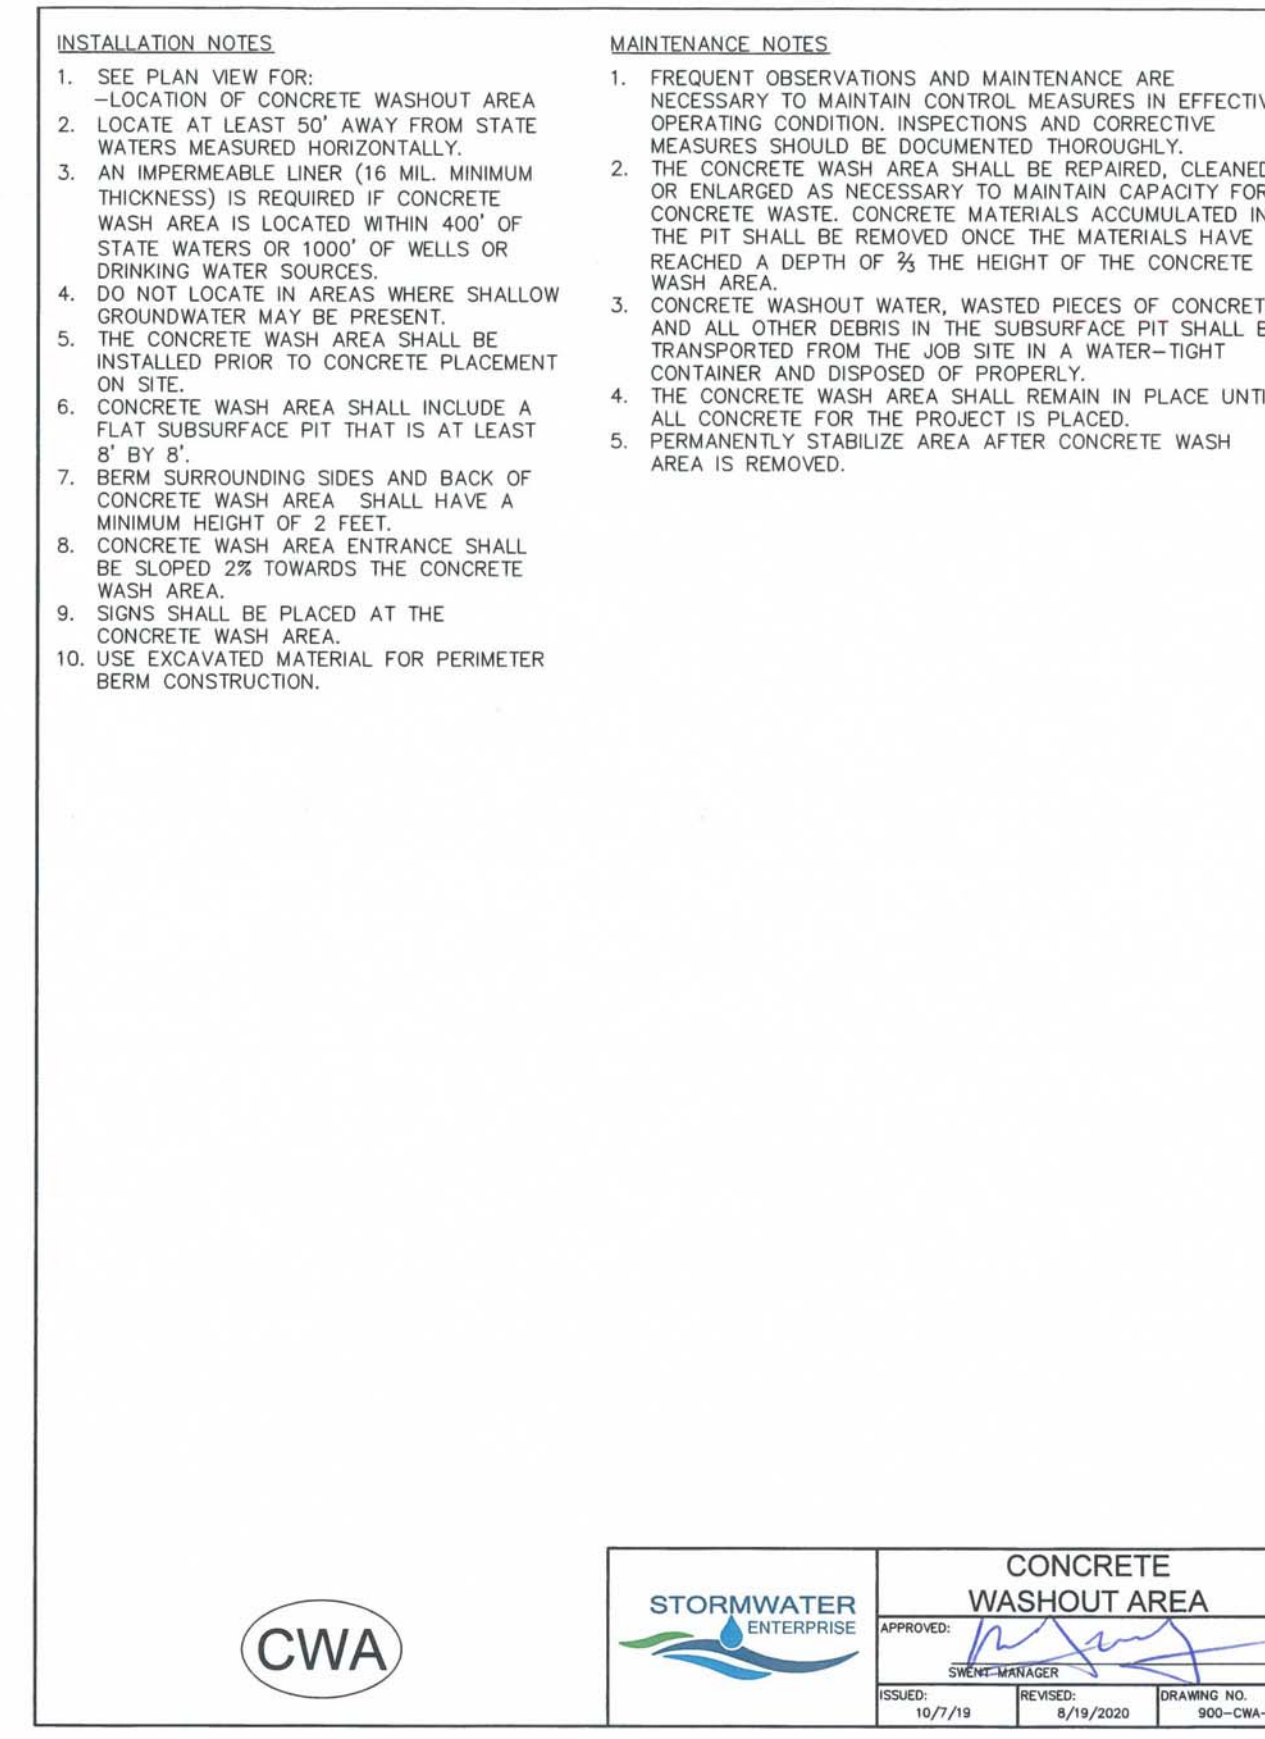 INSTALLATION NOTES
1. SEE PLAN VIEW FOR:
-LOCATION OF CONCRETE WASHOUT AREA
2. LOCATE AT LEAST 50' AWAY FROM STATE
WATERS MEASURED HORIZONTALLY.
3. AN IMPERMEABLE LINER (16 MIL. MINIMUM
THICKNESS) IS REQUIRED IF CONCRETE
WASH AREA IS LOCATED WITHIN 400' OF
STATE WATERS OR 1000' OF WELLS OR
DRINKING WATER SOURCES.
4. DO NOT LOCATE IN AREAS WHERE SHALLOW
GROUNDWATER MAY BE PRESENT.
5. THE CONCRETE WASH AREA SHALL BE
INSTALLED PRIOR TO CONCRETE PLACEMENT
ON SITE.
6. CONCRETE WASH AREA SHALL INCLUDE A
FLAT SUBSURFACE PIT THAT IS AT LEAST
8' BY 8'.
7. BERM SURROUNDING SIDES AND BACK OF
CONCRETE WASH AREA SHALL HAVE A
MINIMUM HEIGHT OF 2 FEET.
8. CONCRETE WASH AREA ENTRANCE SHALL
BE SLOPED 2% TOWARDS THE CONCRETE
WASH AREA.
9. SIGNS SHALL BE PLACED AT THE
CONCRETE WASH AREA.
10. USE EXCAVATED MATERIAL FOR PERIMETER
BERM CONSTRUCTION.
MAINTENANCE NOTES
1. FREQUENT OBSERVATIONS AND MAINTENANCE ARE
NECESSARY TO MAINTAIN CONTROL MEASURES IN EFFECTIV
OPERATING CONDITION. INSPECTIONS AND CORRECTIVE
MEASURES SHOULD BE DOCUMENTED THOROUGHLY.
2. THE CONCRETE WASH AREA SHALL BE REPAIRED, CLEANED
OR ENLARGED AS NECESSARY TO MAINTAIN CAPACITY FOR
CONCRETE WASTE. CONCRETE MATERIALS ACCUMULATED IN
THE PIT SHALL BE REMOVED ONCE THE MATERIALS HAVE
REACHED A DEPTH OF ⅔ THE HEIGHT OF THE CONCRETE
WASH AREA.
3. CONCRETE WASHOUT WATER, WASTED PIECES OF CONCRET
AND ALL OTHER DEBRIS IN THE SUBSURFACE PIT SHALL B
TRANSPORTED FROM THE JOB SITE IN A WATER-TIGHT
CONTAINER AND DISPOSED OF PROPERLY.
4. THE CONCRETE WASH AREA SHALL REMAIN IN PLACE UNTI
ALL CONCRETE FOR THE PROJECT IS PLACED.
5. PERMANENTLY STABILIZE AREA AFTER CONCRETE WASH
AREA IS REMOVED.
CWA
STORMWATER
ENTERPRISE
CONCRETE
WASHOUT AREA
APPROVED:
SWENT MANAGER
ISSUED:
10/7/19
REVISED:
8/19/2020
DRAWING NO.
900-CWA-